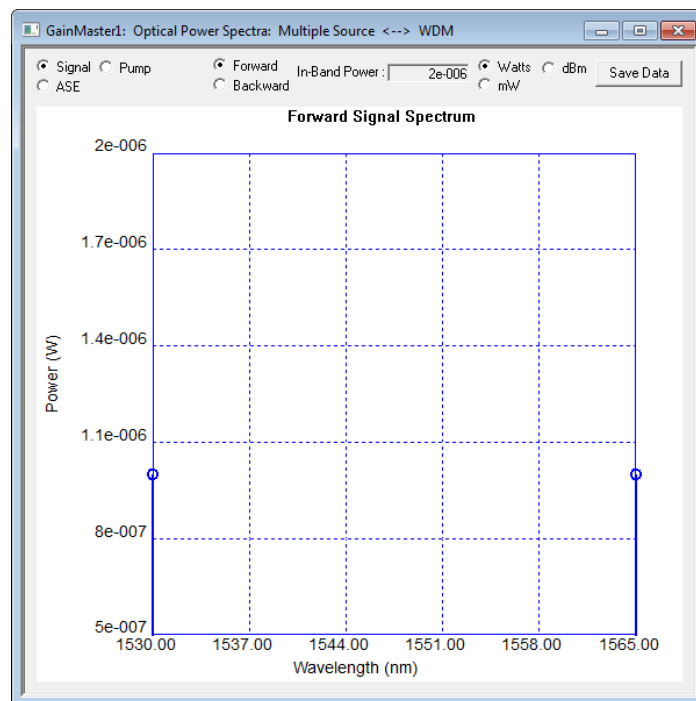 GainMaster1: Optical Power Spectra: Multiple Source <--> WDM
Signal Pump Forward In-Band Power : 2e-006 Watts dBm Save Data
ASE Backward mW
Forward Signal Spectrum
2e-006
1.7e-006
1.4e-006
Power (W)
1.1e-006
8e-007
5e-007
1530.00 1537.00 1544.00 1551.00 1558.00 1565.00
Wavelength (nm)